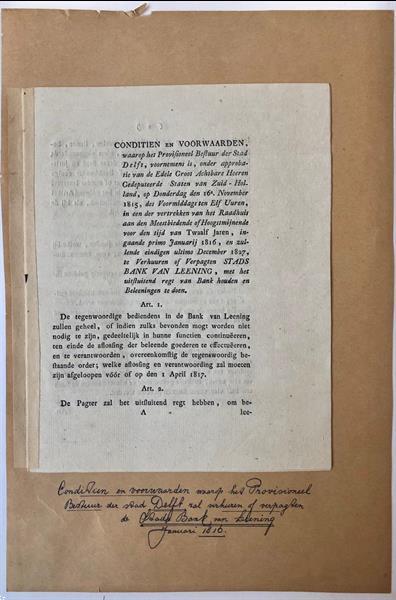 CONDITIEN EN VOORWAARDEN,
waarop het Provisioneel Bestuur der Stad
Delft, voornemens is, onder approba-
tie van de Edele Groot Achtbare Heeren
Gedeputeerde Staten van Zuid-Hol-
land, op Donderdag den 16e. November
1815, des Voormiddags ten Elf Uuren,
in een der vertrekken van het Raadhuis
aan den Meestbiedende of Hoogstmijnende
voor den tijd van Twaalf Jaren, in-
gaande primo Januarij 1816, en zul-
lende eindigen ultimo December 1827,
te Verhuuren of Verpagten STADS
BANK VAN LEENING, met het
uitsluitend regt van Bank houden en
Beleeningen te doen.
Art. 1.
De tegenwoordige bediendens in de Bank van Leening
zullen geheel, of indien zulks bevonden mogt worden niet
nodig te zijn, gedeeltelijk in hunne functien continuëeren,
ten einde de aflossing der beleende goederen te effectuëeren,
en te verantwoorden, overeenkomstig de tegenswoordig be-
staande order; welke aflossing en verantwoording zal moeten
zijn afgeloopen vóór of op den 1 April 1817.
Art. 2.
De Pagter zal het uitsluitend regt hebben, om be-
A lee-
Conditien en voorwaarden waarop het Provisioneel
Bestuur der stad Delft zal verhuren of verpagten
de Stads Bank van Leening
Januari 1816.